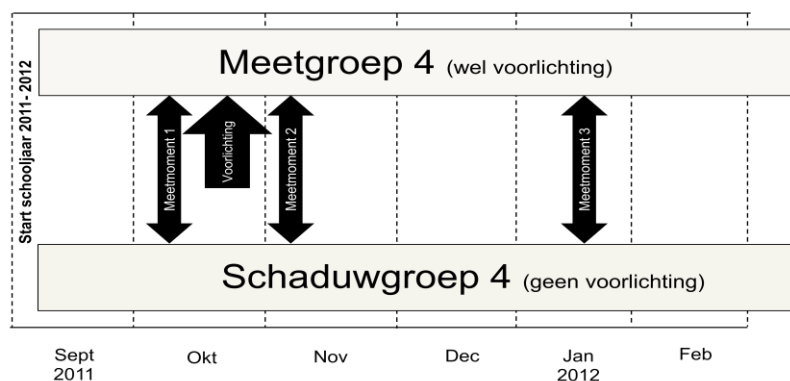 Start schooljaar 2011- 2012
Meetgroep 4 (wel voorlichting)
Meetmoment 1
Voorlichting
Meetmoment 2
Meetmoment 3
Schaduwgroep 4 (geen voorlichting)
Sept
2011
Okt
Nov
Dec
Jan
2012
Feb